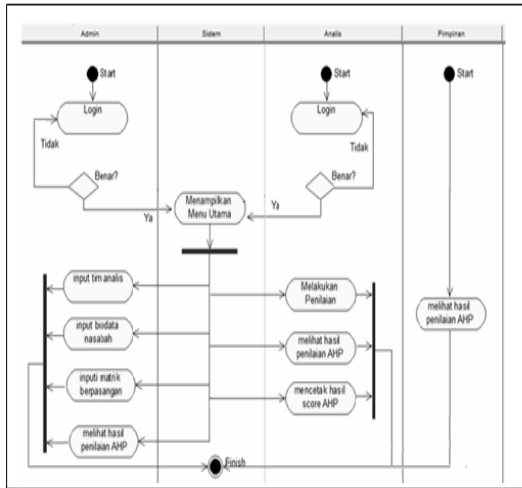 Admin
Sistem
Analis
Pimpinan
Start
Start
Start
Login
Login
Tidak
Tidak
Benar?
Benar?
Ya
Ya
Menampilkan
Menu Utama
input tim analis
Melakukan
Penilaian
input biodata
nasabah
melihat hasil
penilaian AHP
melihat hasil
penilaian AHP
inputi matrik
berpasangan
mencetak hasil
score AHP
melihat hasil
penilaian AHP
Finish